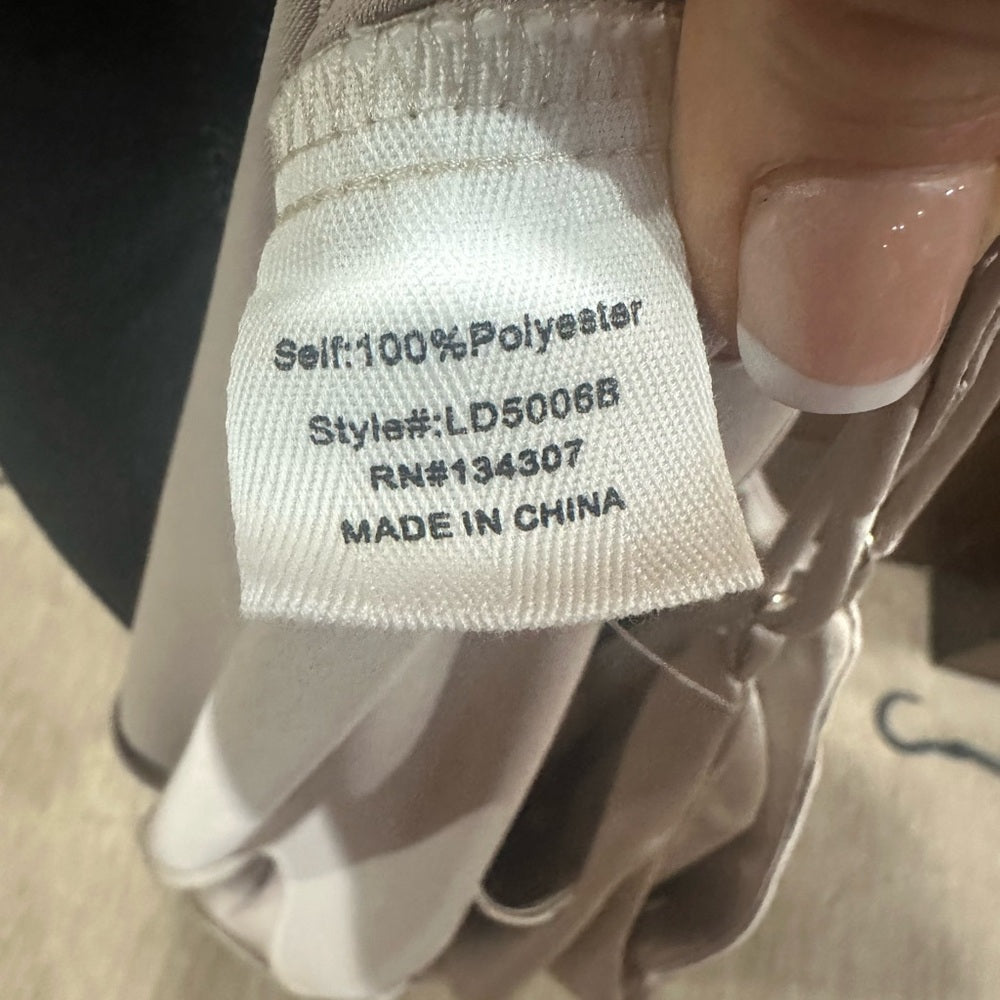 Self:100%Polyester
Style#:LD5006B
RN#134307
MADE IN CHINA